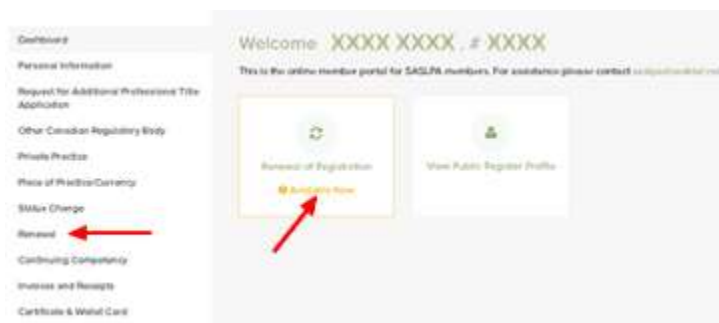 Dashboard
Personal Information
Request for Additional Professional Title
Application
Other Canadian Regulatory Body
Private Practice
Place of Practice/Currency
Status Change
Renewal
Continuing Competency
Invoices and Receipts
Certificate & Wallet Card
Welcome XXXX XXXX , # XXXX
This is the online member portal for SASLPA members. For assistance please contact
Renewal of Registration
Available Now
View Public Register Profile